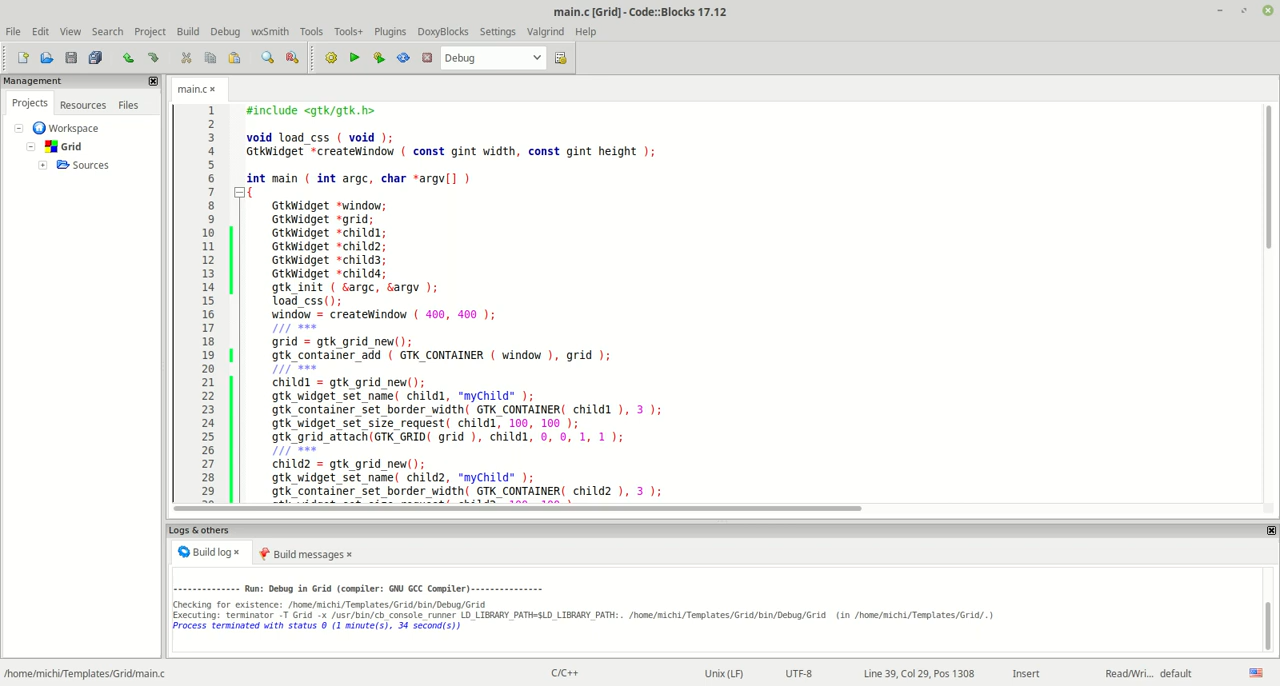 main.c [Grid] - Code::Blocks 17.12
File Edit View Search Project Build Debug wxSmith Tools Tools+ Plugins DoxyBlocks Settings Valgrind Help
Debug
Management
Projects Resources Files
Workspace
Grid
Sources
main.c ×
1 #include <gtk/gtk.h>
2
3 void load_css ( void );
4 GtkWidget *createWindow ( const gint width, const gint height );
5
6 int main ( int argc, char *argv[] )
7 {
8 GtkWidget *window;
9 GtkWidget *grid;
10 GtkWidget *child1;
11 GtkWidget *child2;
12 GtkWidget *child3;
13 GtkWidget *child4;
14 gtk_init ( &argc, &argv );
15 load_css();
16 window = createWindow ( 400, 400 );
17 /// ***
18 grid = gtk_grid_new();
19 gtk_container_add ( GTK_CONTAINER ( window ), grid );
20 /// ***
21 child1 = gtk_grid_new();
22 gtk_widget_set_name( child1, "myChild" );
23 gtk_container_set_border_width( GTK_CONTAINER( child1 ), 3 );
24 gtk_widget_set_size_request( child1, 100, 100 );
25 gtk_grid_attach(GTK_GRID( grid ), child1, 0, 0, 1, 1 );
26 /// ***
27 child2 = gtk_grid_new();
28 gtk_widget_set_name( child2, "myChild" );
29 gtk_container_set_border_width( GTK_CONTAINER( child2 ), 3 );
Logs & others
Build log × Build messages ×
------------- Run: Debug in Grid (compiler: GNU GCC Compiler)---------------
Checking for existence: /home/michi/Templates/Grid/bin/Debug/Grid
Executing: terminator -T Grid -x /usr/bin/cb_console_runner LD_LIBRARY_PATH=$LD_LIBRARY_PATH:. /home/michi/Templates/Grid/bin/Debug/Grid (in /home/michi/Templates/Grid/.)
Process terminated with status 0 (1 minute(s), 34 second(s))
/home/michi/Templates/Grid/main.c C/C++ Unix (LF) UTF-8 Line 39, Col 29, Pos 1308 Insert Read/Wri... default